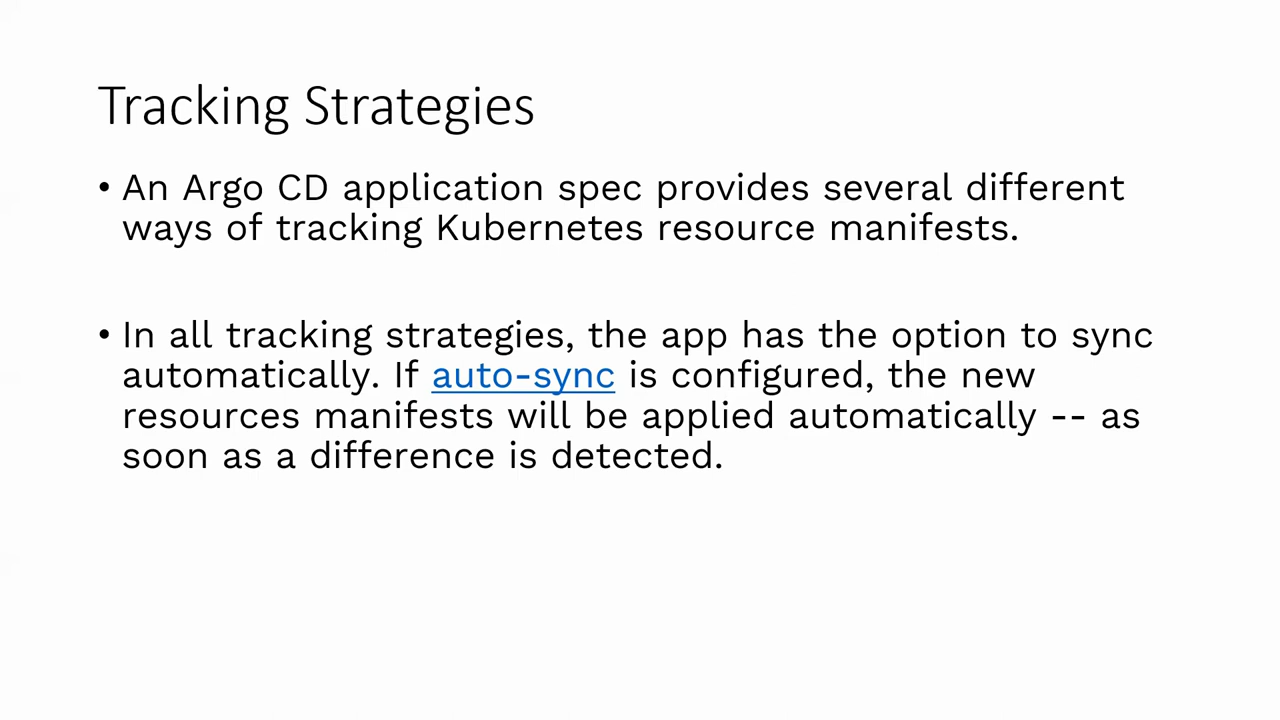 Tracking Strategies
• An Argo CD application spec provides several different
ways of tracking Kubernetes resource manifests.
• In all tracking strategies, the app has the option to sync
automatically. If auto-sync is configured, the new
resources manifests will be applied automatically -- as
soon as a difference is detected.